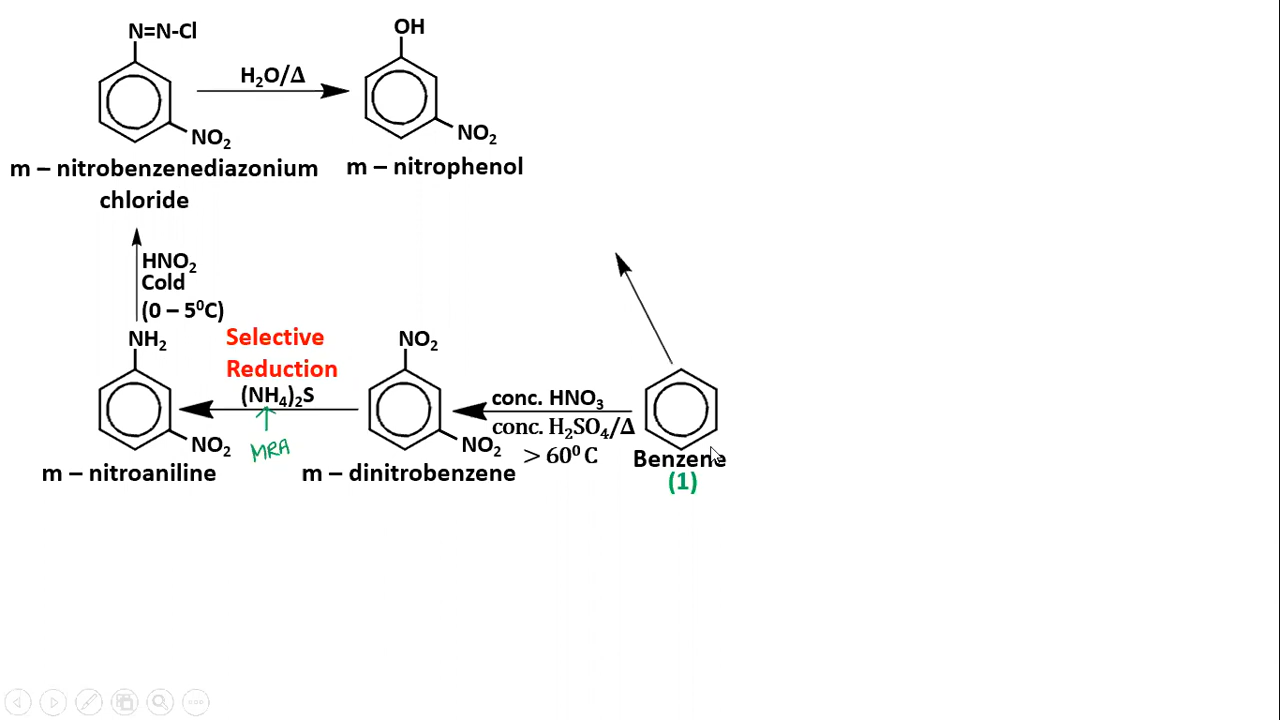 N=N-Cl
NO₂
m – nitrobenzenediazonium
chloride
H₂O/Δ
OH
NO₂
m – nitrophenol
HNO₂
Cold
(0 – 5⁰C)
NH₂
NO₂
m – nitroaniline
Selective
Reduction
(NH₄)₂S
MRA
NO₂
NO₂
m – dinitrobenzene
conc. HNO₃
conc. H₂SO₄/Δ
> 60⁰ C
Benzene
(1)